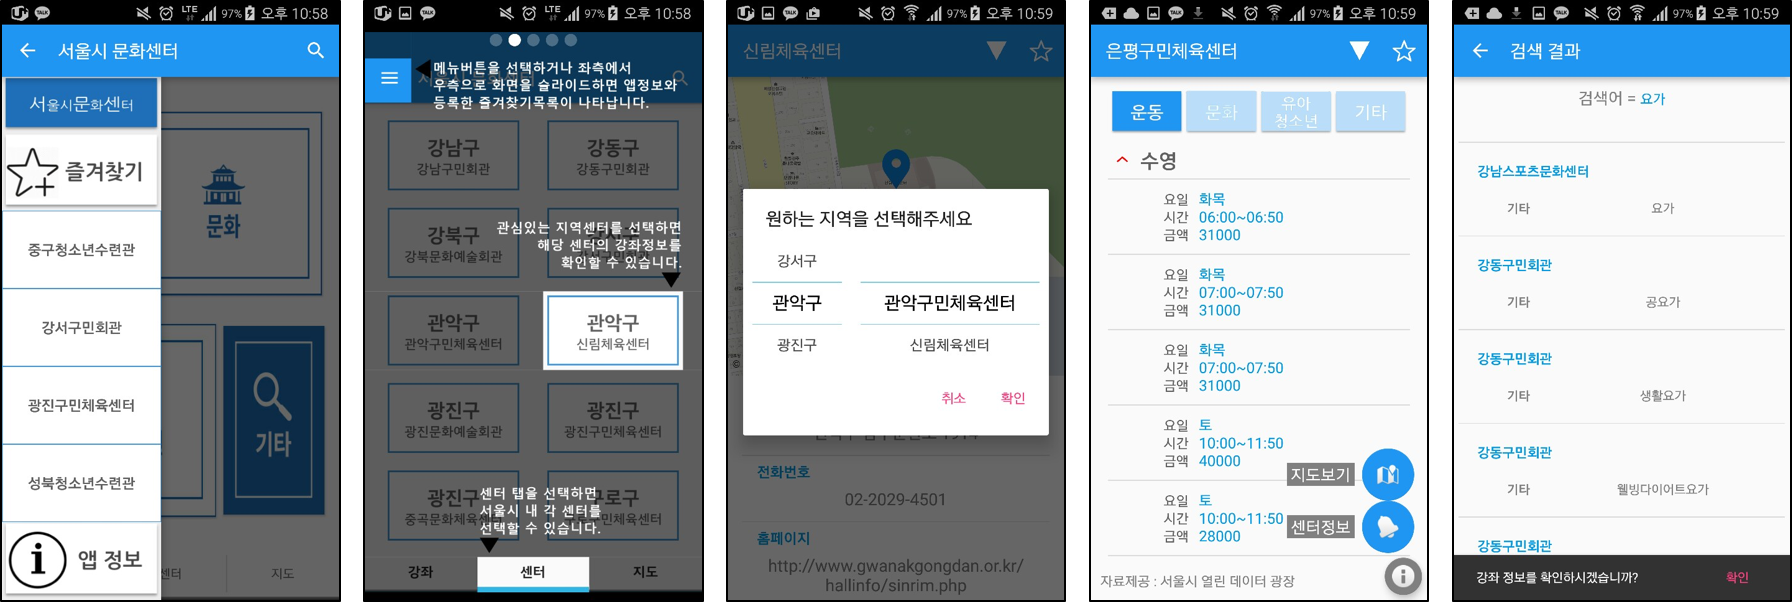 TALK LTE 97% 오후 10:58
서울시 문화센터
서울시문화센터
즐겨찾기
중구청소년수련관
강서구민회관
광진구민체육센터
성북청소년수련관
앱 정보
문화
기타
센터
지도
TALK LTE 97% 오후 10:58
메뉴버튼을 선택하거나 좌측에서
우측으로 화면을 슬라이드하면 앱정보와
등록한 즐겨찾기목록이 나타납니다.
강남구
강남구민회관
강동구
강동구민회관
강북구
강북문화예술회관
관심있는 지역센터를 선택하면
해당 센터의 강좌정보를
확인할 수 있습니다.
관악구
관악구민체육센터
관악구
신림체육센터
광진구
광진문화예술회관
광진구
광진구민체육센터
광진구
중곡문화체육센터
구로구
센터 탭을 선택하면
서울시 내 각 센터를
선택할 수 있습니다.
강좌
센터
지도
TALK 97% 오후 10:59
신림체육센터
원하는 지역을 선택해주세요
강서구
관악구 관악구민체육센터
광진구 신림체육센터
취소 확인
전화번호
02-2029-4501
홈페이지
http://www.gwanakgongdan.or.kr/
hallinfo/sinrim.php
TALK 97% 오후 10:59
은평구민체육센터
운동
문화
유아
청소년
기타
수영
요일 화목
시간 06:00~06:50
금액 31000
요일 화목
시간 07:00~07:50
금액 31000
요일 화목
시간 07:00~07:50
금액 31000
요일 토
시간 10:00~11:50
금액 40000
지도보기
요일 토
시간 10:00~11:50
금액 28000
센터정보
자료제공 : 서울시 열린 데이터 광장
TALK 97% 오후 10:59
검색 결과
검색어 = 요가
강남스포츠문화센터
기타 요가
강동구민회관
기타 공요가
강동구민회관
기타 생활요가
강동구민회관
기타 웰빙다이어트요가
강동구민회관
강좌 정보를 확인하시겠습니까? 확인